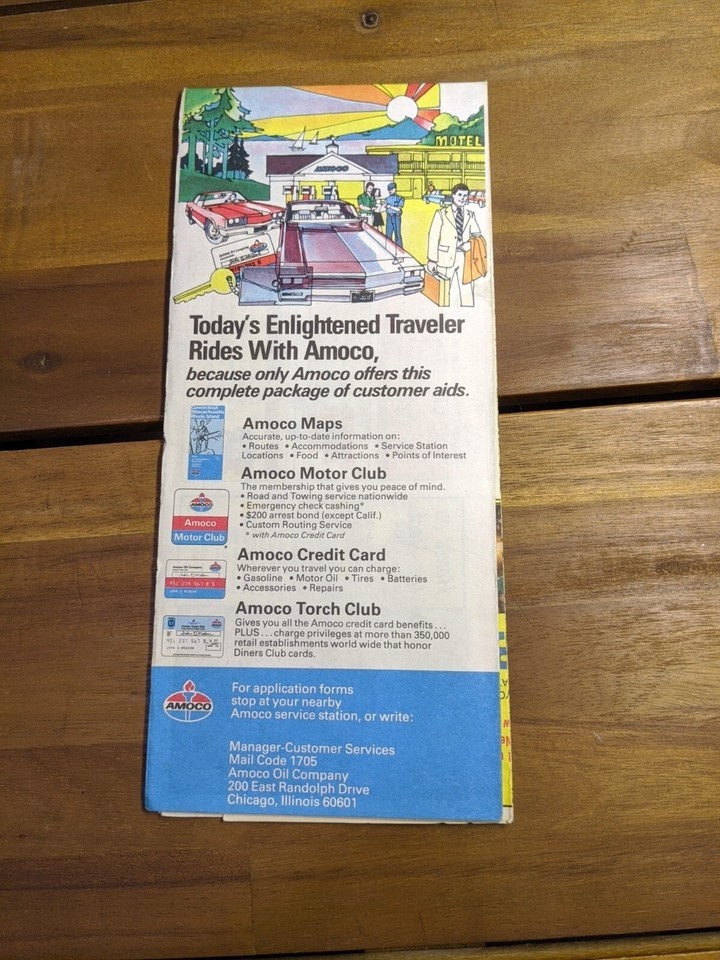 MOTEL
AMOCO
Today's Enlightened Traveler
Rides With Amoco,
because only Amoco offers this
complete package of customer aids.
Connecticut
Massachusetts
Rhode Island
Amoco Maps
Accurate, up-to-date information on:
• Routes • Accommodations • Service Station
Locations • Food • Attractions • Points of Interest
Amoco Motor Club
The membership that gives you peace of mind.
• Road and Towing service nationwide
• Emergency check cashing*
• $200 arrest bond (except Calif.)
• Custom Routing Service
* with Amoco Credit Card
AMOCO
Amoco
Motor Club
Amoco Credit Card
Wherever you travel you can charge:
• Gasoline • Motor Oil • Tires • Batteries
• Accessories • Repairs
Amoco Torch Club
Gives you all the Amoco credit card benefits...
PLUS...charge privileges at more than 350,000
retail establishments world wide that honor
Diners Club cards.
AMOCO
For application forms
stop at your nearby
Amoco service station, or write:
Manager-Customer Services
Mail Code 1705
Amoco Oil Company
200 East Randolph Drive
Chicago, Illinois 60601